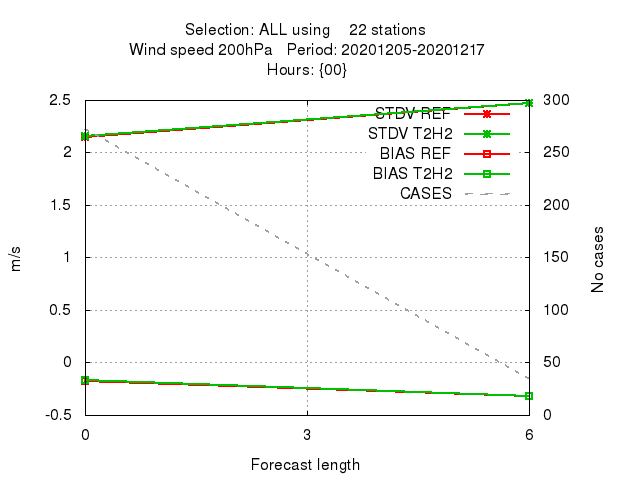 Selection: ALL using    22 stations
Wind speed 200hPa   Period: 20201205-20201217
Hours: {00}
2.5
2
1.5
1
0.5
0
-0.5
m/s
STDV REF
STDV T2H2
BIAS REF
BIAS T2H2
CASES
300
250
200
150
100
50
0
No cases
0
3
6
Forecast length